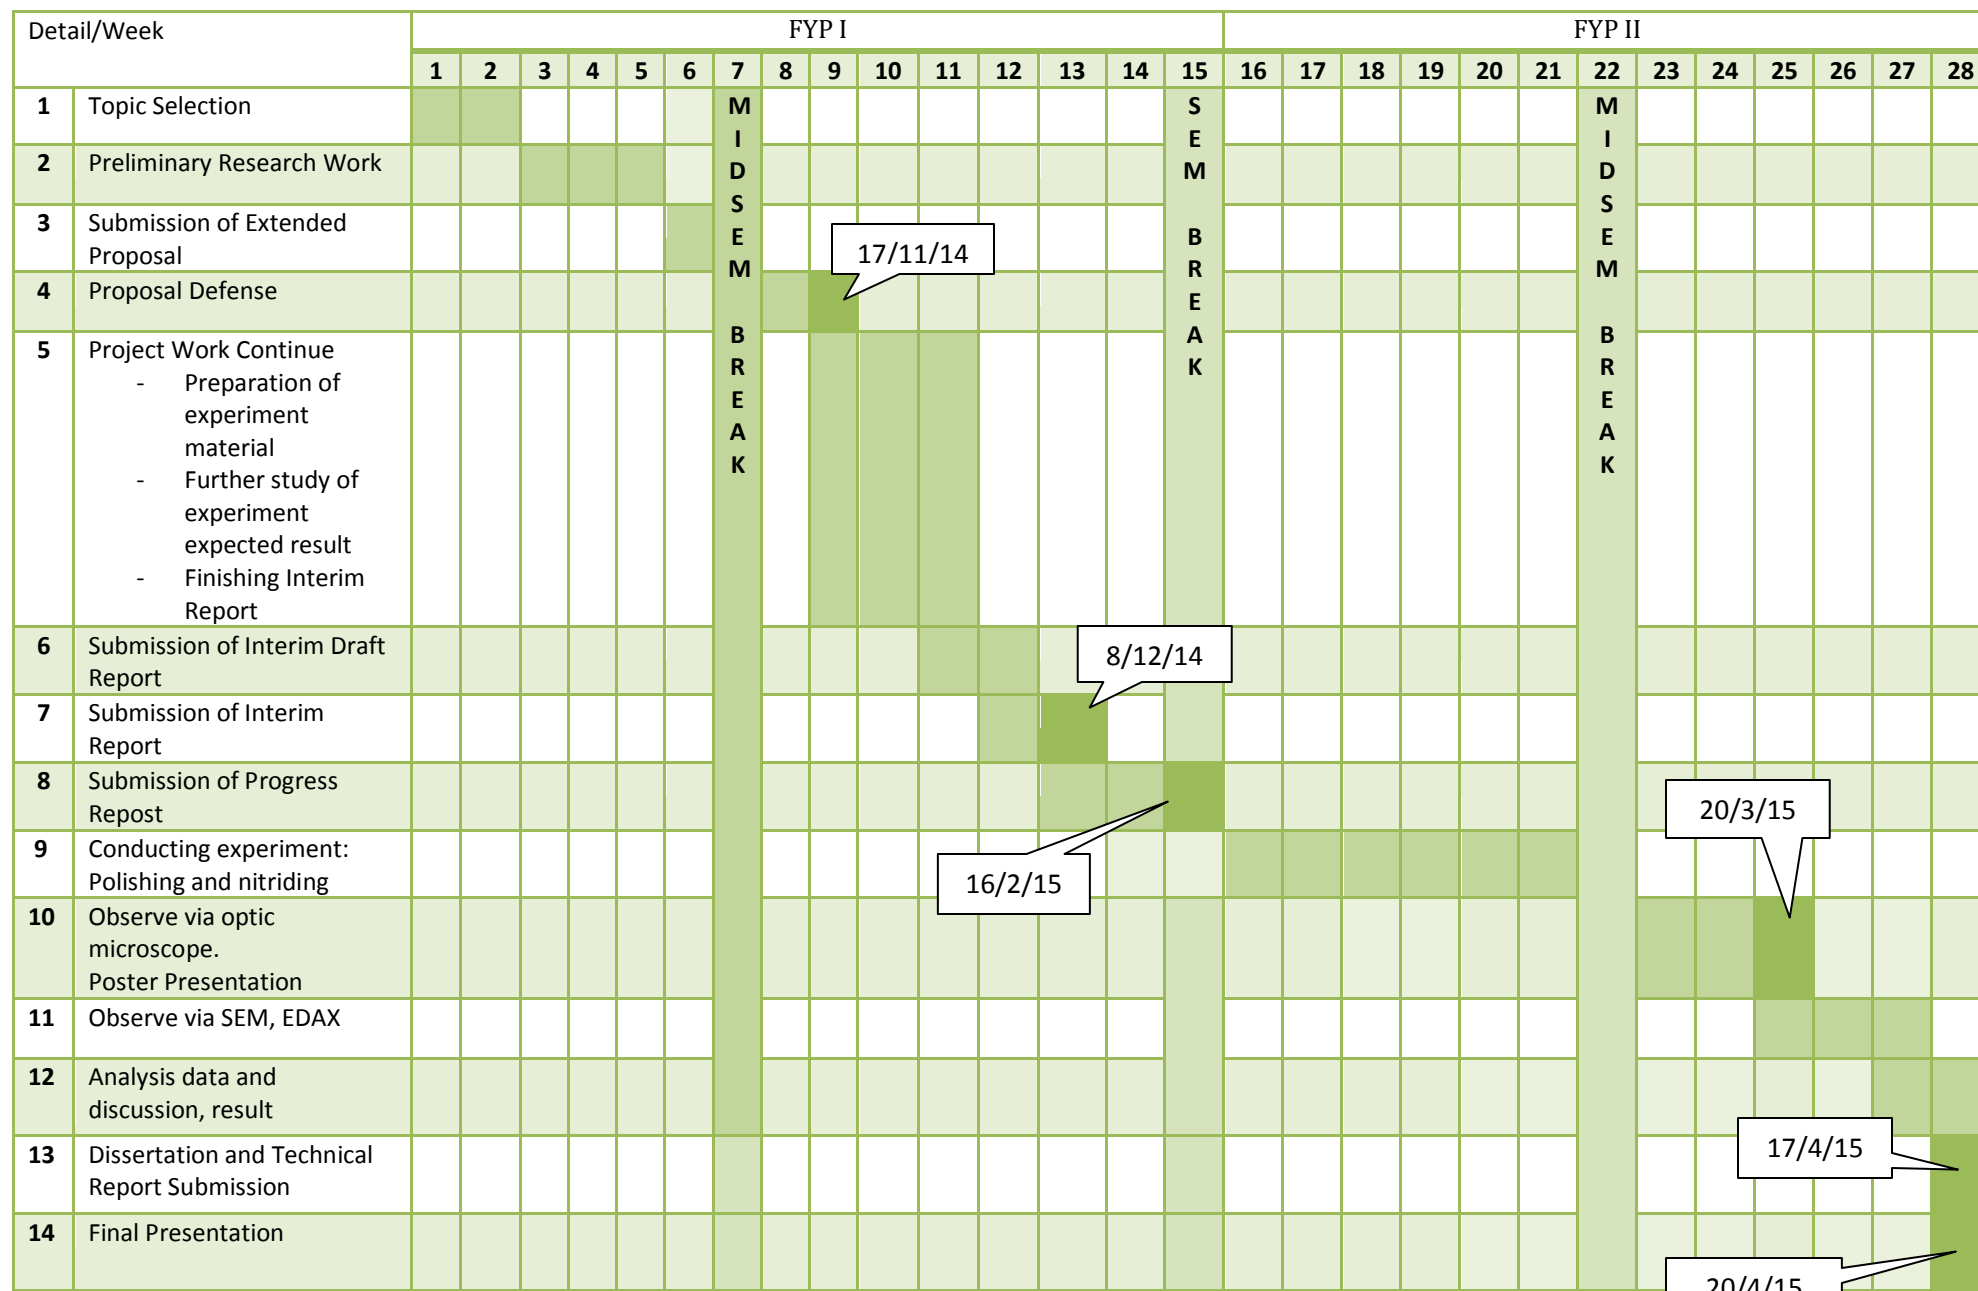 Detail/Week FYP I FYP II
1 2 3 4 5 6 7 8 9 10 11 12 13 14 15 16 17 18 19 20 21 22 23 24 25 26 27 28
1 Topic Selection
2 Preliminary Research Work
3 Submission of Extended
Proposal
4 Proposal Defense
5 Project Work Continue
- Preparation of
experiment
material
- Further study of
experiment
expected result
- Finishing Interim
Report
6 Submission of Interim Draft
Report
7 Submission of Interim
Report
8 Submission of Progress
Repost
9 Conducting experiment:
Polishing and nitriding
10 Observe via optic
microscope.
Poster Presentation
11 Observe via SEM, EDAX
12 Analysis data and
discussion, result
13 Dissertation and Technical
Report Submission
14 Final Presentation
MIDSEM BREAK
SEM BREAK
MIDSEM BREAK
17/11/14
8/12/14
16/2/15
20/3/15
17/4/15
20/4/15